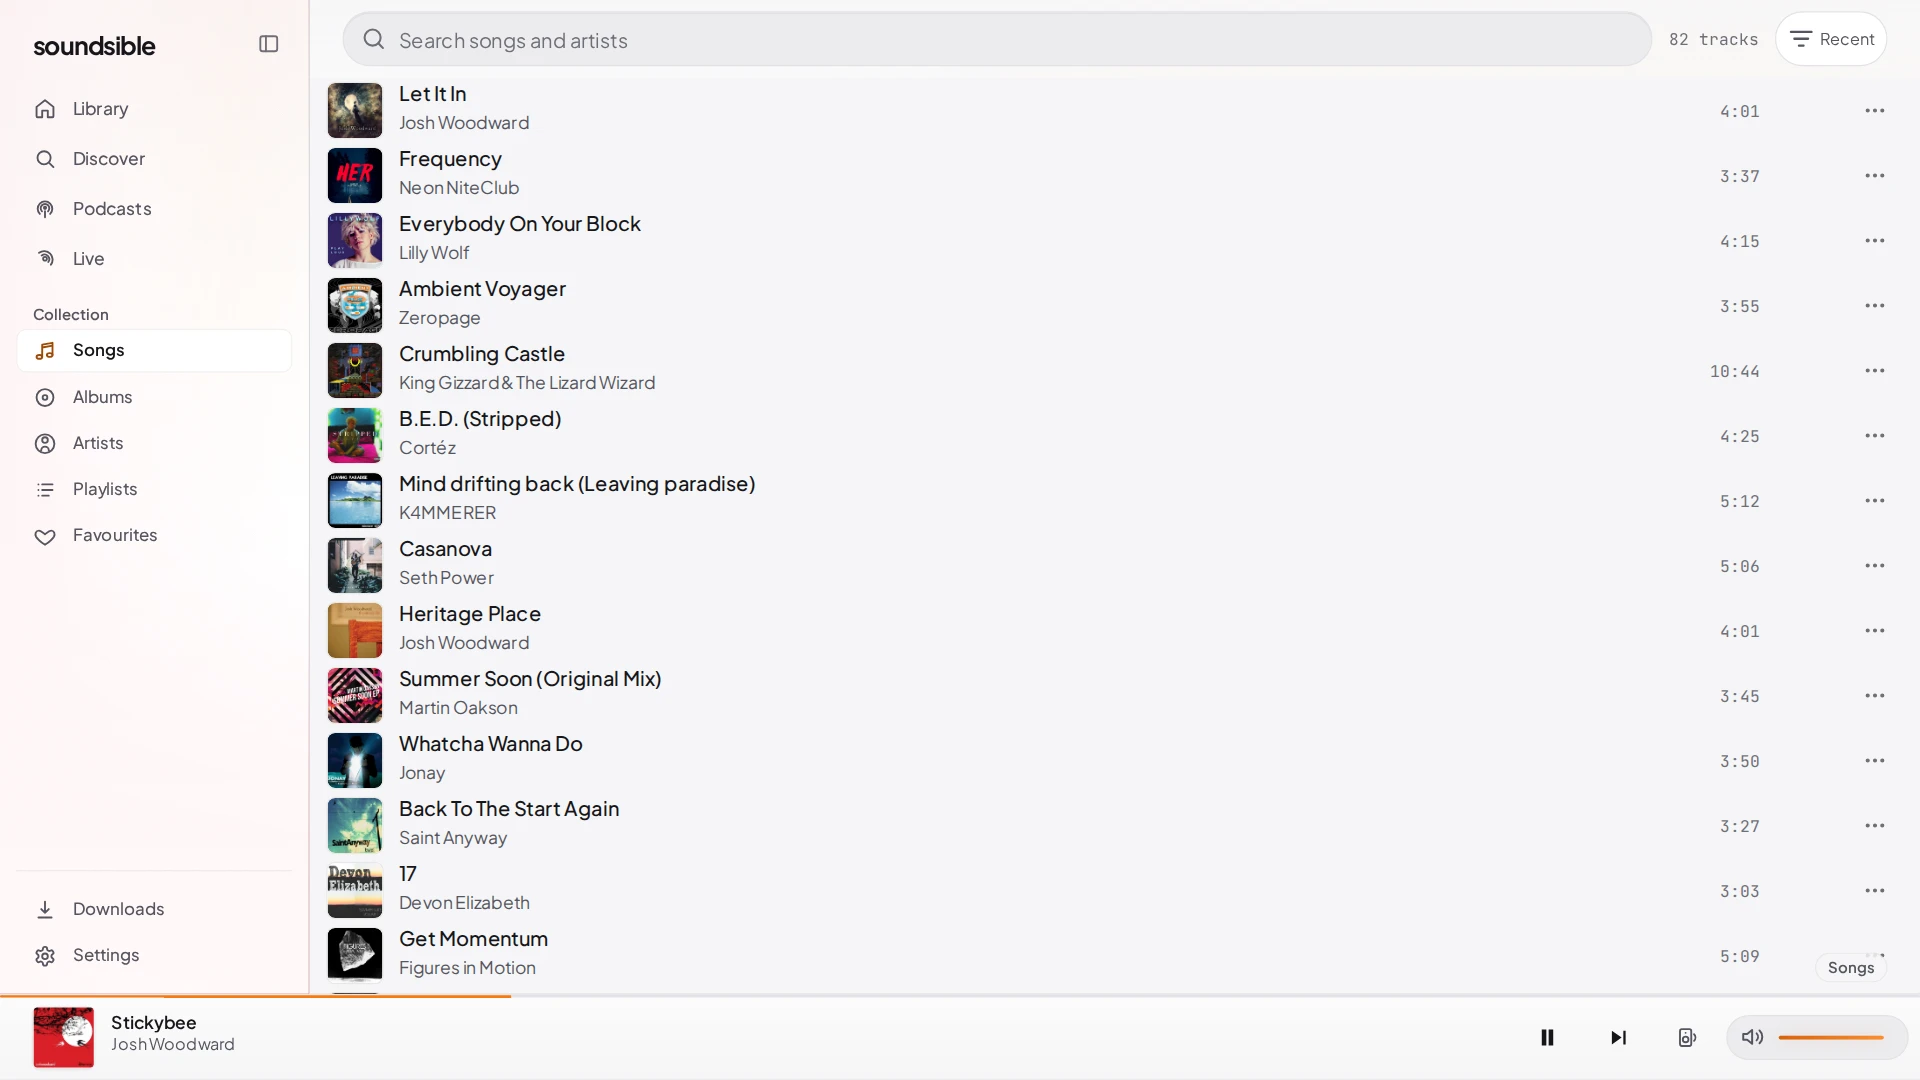 soundsible
Library
Discover
Podcasts
Live
Collection
Songs
Albums
Artists
Playlists
Favourites
Downloads
Settings
Search songs and artists
82 tracks
Recent
Let It In
Josh Woodward
4:01
Frequency
Neon NiteClub
3:37
HER
Everybody On Your Block
Lilly Wolf
4:15
Ambient Voyager
Zeropage
3:55
Crumbling Castle
King Gizzard & The Lizard Wizard
10:44
B.E.D. (Stripped)
Cortéz
4:25
Mind drifting back (Leaving paradise)
K4MMERER
5:12
Casanova
Seth Power
5:06
Heritage Place
Josh Woodward
4:01
Summer Soon (Original Mix)
Martin Oakson
3:45
Whatcha Wanna Do
Jonay
3:50
Back To The Start Again
Saint Anyway
3:27
Devon
Elizabeth
17
Devon Elizabeth
3:03
Get Momentum
Figures in Motion
5:09
Songs
Stickybee
Josh Woodward